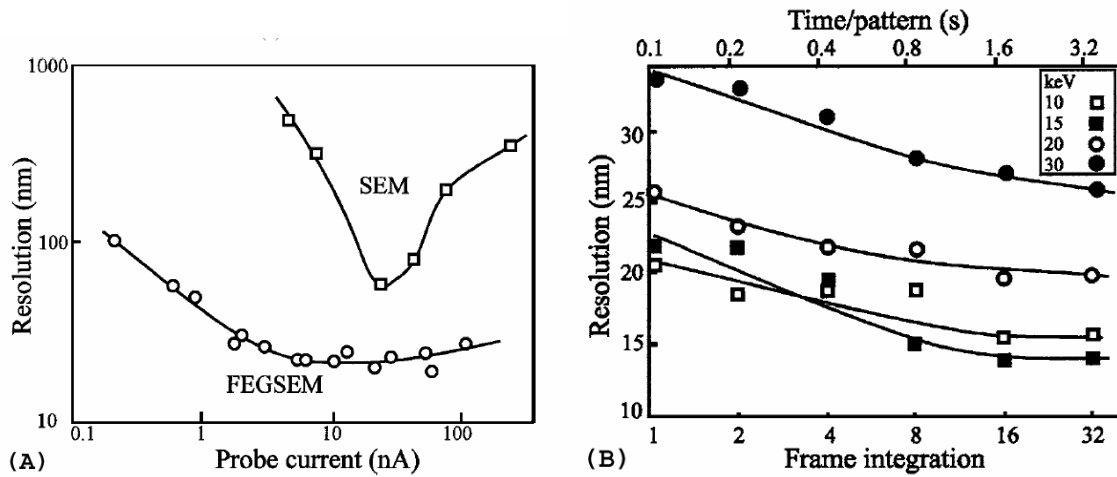 1000
100
10
Resolution (nm)
SEM
FEGSEM
0.1 1 10 100
Probe current (nA)
(A)
Time/pattern (s)
0.1 0.2 0.4 0.8 1.6 3.2
keV
10
15
20
30
30
25
20
15
10
Resolution (nm)
1 2 4 8 16 32
Frame integration
(B)